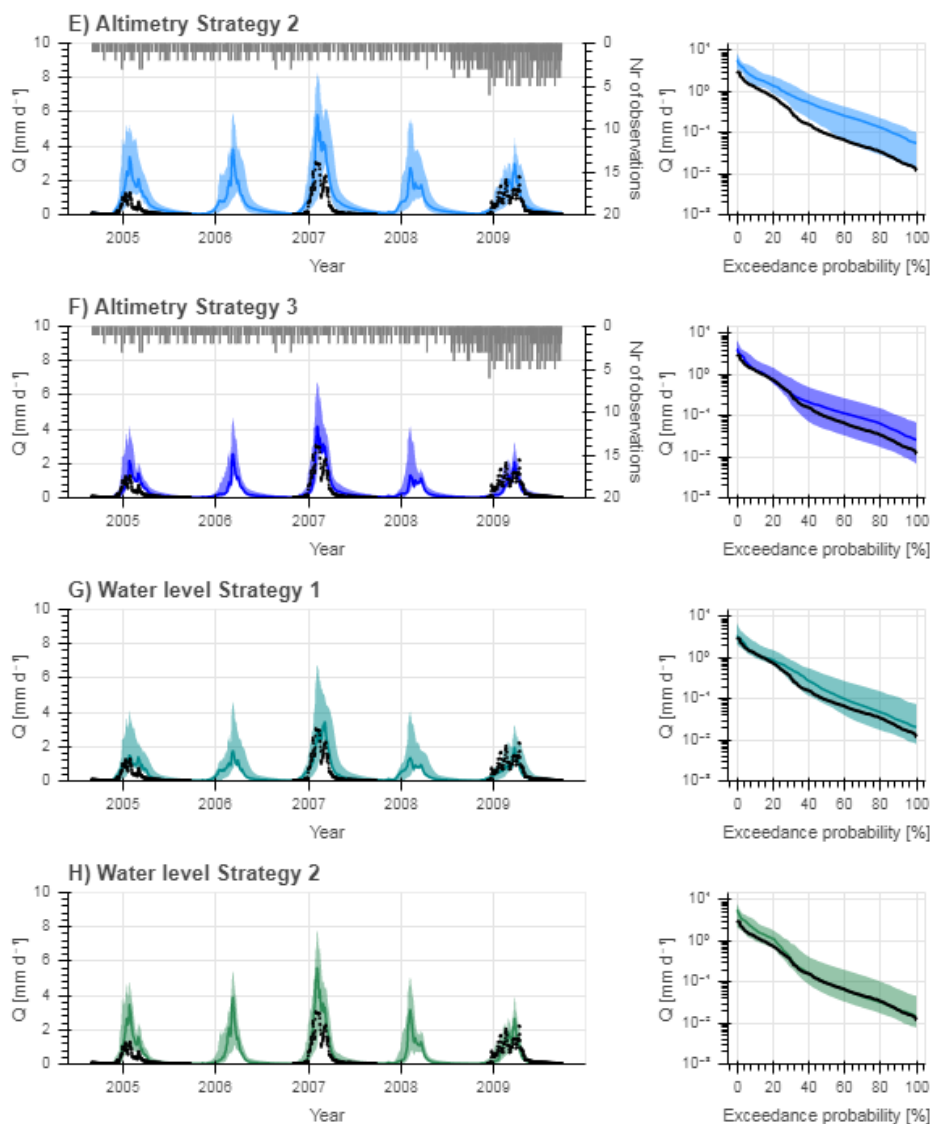 E) Altimetry Strategy 2
10
8
6
4
2
0
Q [mm d⁻¹]
2005
2006
2007
2008
2009
Year
0
5
10
15
20
Nr of observations
10¹
10⁰
10⁻¹
10⁻²
10⁻³
Q [mm d⁻¹]
0 20 40 60 80 100
Exceedance probability [%]
F) Altimetry Strategy 3
10
8
6
4
2
0
Q [mm d⁻¹]
2005
2006
2007
2008
2009
Year
0
5
10
15
20
Nr of observations
10¹
10⁰
10⁻¹
10⁻²
10⁻³
Q [mm d⁻¹]
0 20 40 60 80 100
Exceedance probability [%]
G) Water level Strategy 1
10
8
6
4
2
0
Q [mm d⁻¹]
2005
2006
2007
2008
2009
Year
10¹
10⁰
10⁻¹
10⁻²
10⁻³
Q [mm d⁻¹]
0 20 40 60 80 100
Exceedance probability [%]
H) Water level Strategy 2
10
8
6
4
2
0
Q [mm d⁻¹]
2005
2006
2007
2008
2009
Year
10¹
10⁰
10⁻¹
10⁻²
10⁻³
Q [mm d⁻¹]
0 20 40 60 80 100
Exceedance probability [%]